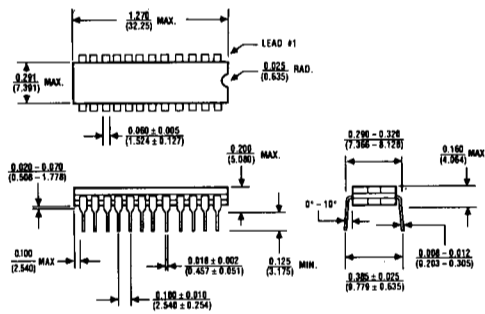 1.270
(32.25) MAX.
LEAD #1
0.025
(0.635) RAD.
0.291
(7.391) MAX.
0.060 ± 0.005
(1.524 ± 0.127)
0.020 – 0.070
(0.508 – 1.778)
0.200
(5.080) MAX.
0.290 – 0.320
(7.366 – 8.128)
0.160
(4.064) MAX.
0° – 10°
0.100
(2.540) MAX
0.018 ± 0.002
(0.457 ± 0.051)
0.125
(3.175) MIN.
0.008 – 0.012
(0.203 – 0.305)
0.100 ± 0.010
(2.540 ± 0.254)
0.385 ± 0.025
(9.779 ± 0.635)